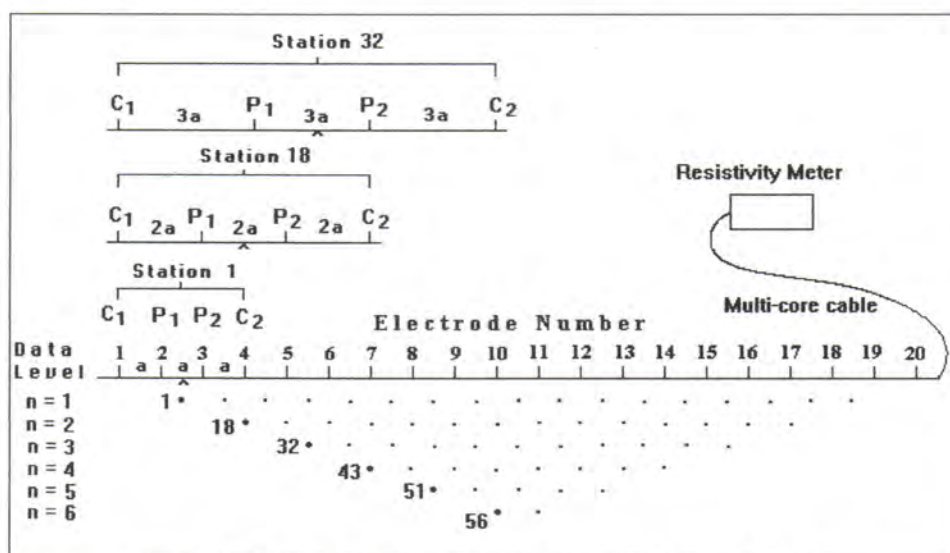 Station 32
C1 3a P1 3a P2 3a C2
Station 18
C1 2a P1 2a P2 2a C2
Resistivity Meter
Station 1
C1 P1 P2 C2
Multi-core cable
Electrode Number
Data Level
1 2 3 4 5 6 7 8 9 10 11 12 13 14 15 16 17 18 19 20
a a a
n = 1 1
n = 2 18
n = 3 32
n = 4 43
n = 5 51
n = 6 56